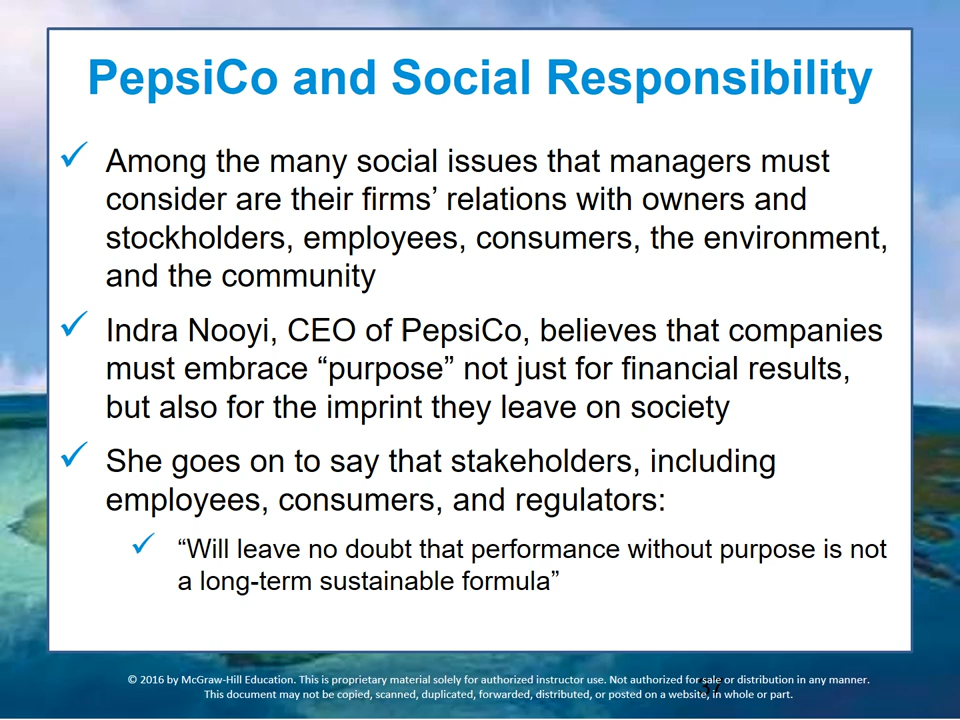 PepsiCo and Social Responsibility
✓ Among the many social issues that managers must
consider are their firms’ relations with owners and
stockholders, employees, consumers, the environment,
and the community
✓ Indra Nooyi, CEO of PepsiCo, believes that companies
must embrace “purpose” not just for financial results,
but also for the imprint they leave on society
✓ She goes on to say that stakeholders, including
employees, consumers, and regulators:
✓ “Will leave no doubt that performance without purpose is not
a long-term sustainable formula”
© 2016 by McGraw-Hill Education. This is proprietary material solely for authorized instructor use. Not authorized for sale or distribution in any manner.
This document may not be copied, scanned, duplicated, forwarded, distributed, or posted on a website, in whole or part.